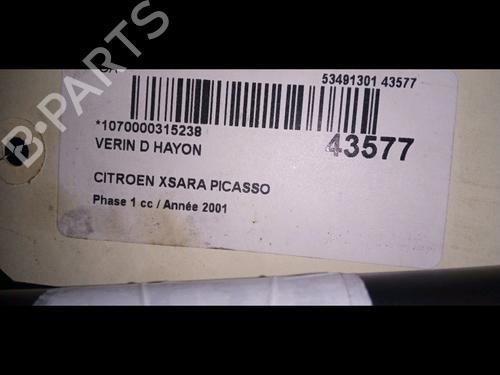 53491301 43577
*1070000315238
VERIN D HAYON
43577
CITROEN XSARA PICASSO
Phase 1 cc / Année 2001
B-PARTS